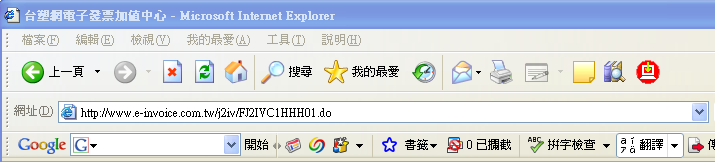 台塑網電子發票加值中心 - Microsoft Internet Explorer
檔案(F) 編輯(E) 檢視(V) 我的最愛(A) 工具(T) 說明(H)
上一頁 搜尋 我的最愛
網址(D) http://www.e-invoice.com.tw/j2iv/FJ2IVC1HHH01.do
Google G 開始 書籤 0 已攔截 ABC 拼字檢查 翻譯